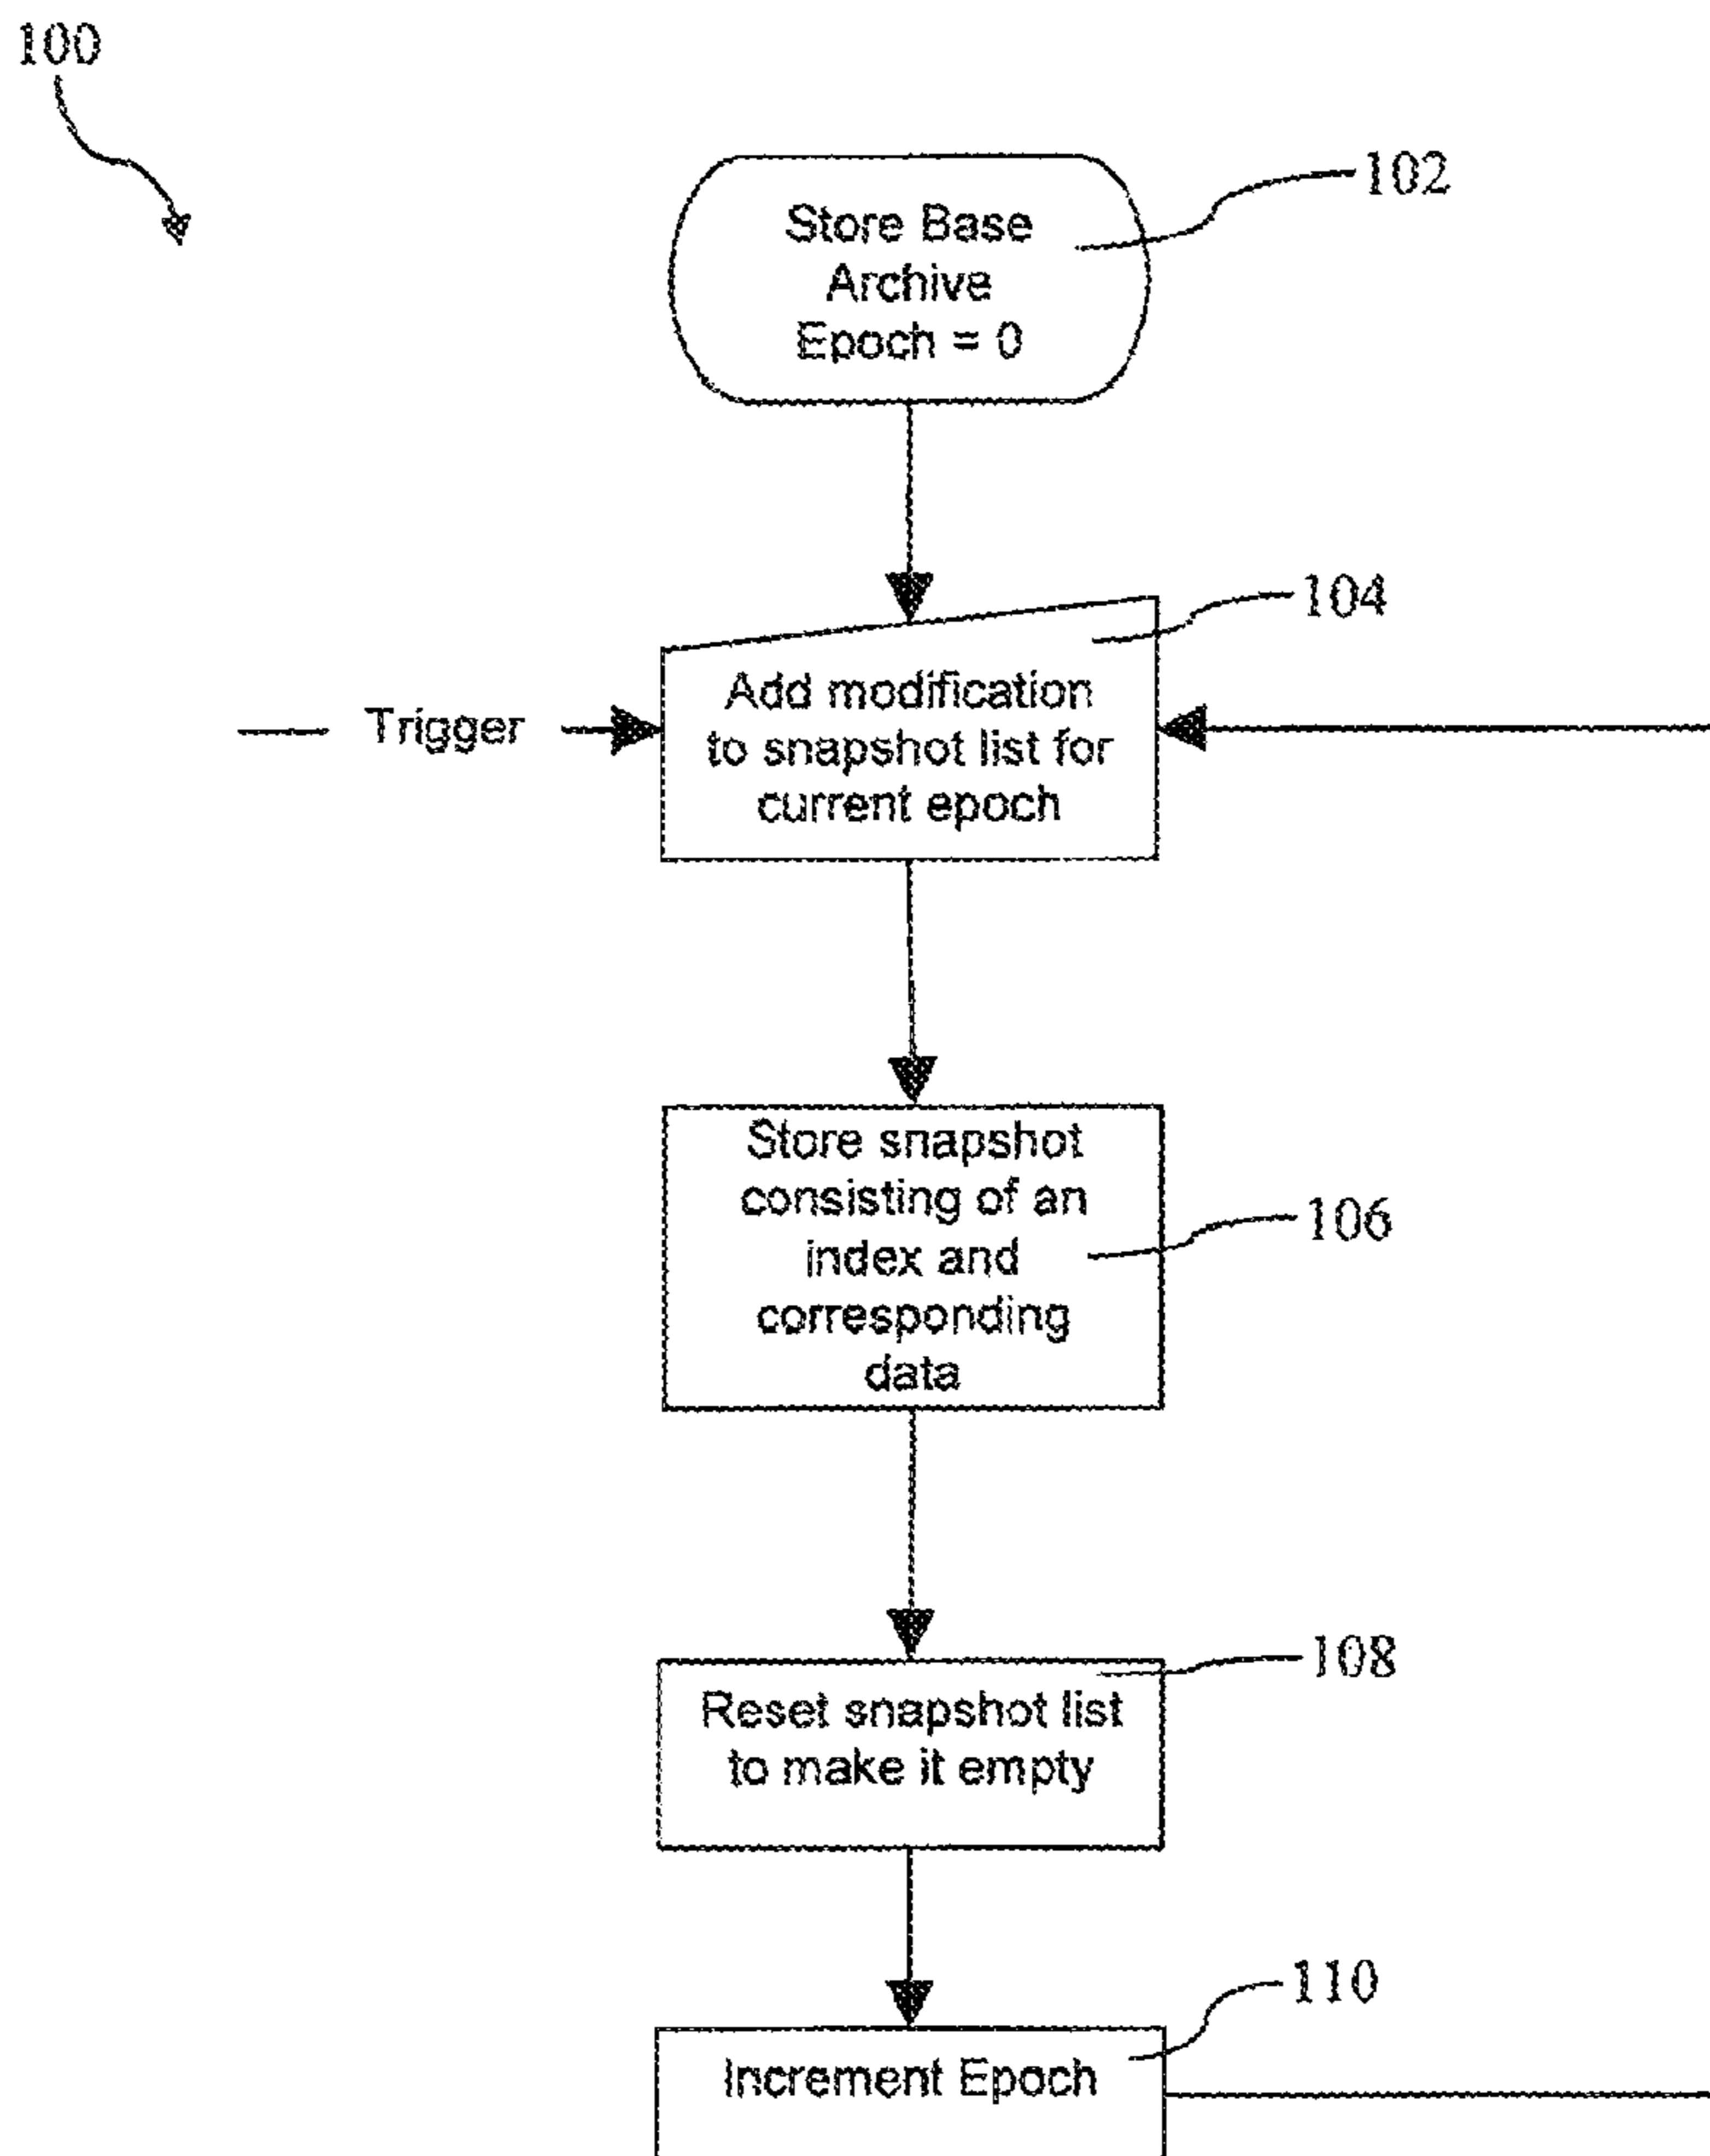 100
102
Store Base
Archive
Epoch = 0
104
Add modification
to snapshot list for
current epoch
Trigger
Store snapshot
consisting of an
index and
corresponding
data
106
108
Reset snapshot list
to make it empty
110
Increment Epoch